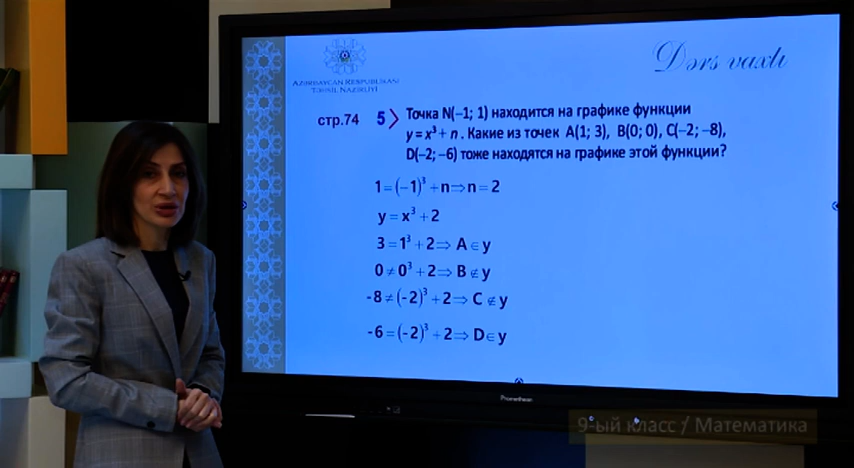 AZƏRBAYCAN RESPUBLİKASI
TƏHSİL NAZİRLİYİ
Dərs vaxtı
стр.74 5 Точка N(–1; 1) находится на графике функции
y = x³ + n . Какие из точек A(1; 3), B(0; 0), C(–2; –8),
D(–2; –6) тоже находятся на графике этой функции?
1=(-1)³+n⇒n=2
y=x³+2
3=1³+2⇒A∈y
0≠0³+2⇒B∉y
-8≠(-2)³+2⇒C∉y
-6=(-2)³+2⇒D∈y
Promethean
9-ый класс / Математика